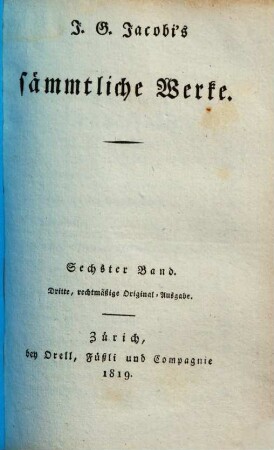 J. G. Jacobi's
sämmtliche Werke.
Sechster Band.
Dritte, rechtmäßige Original-Ausgabe.
Zürich,
bey Orell, Füßli und Compagnie
1819.